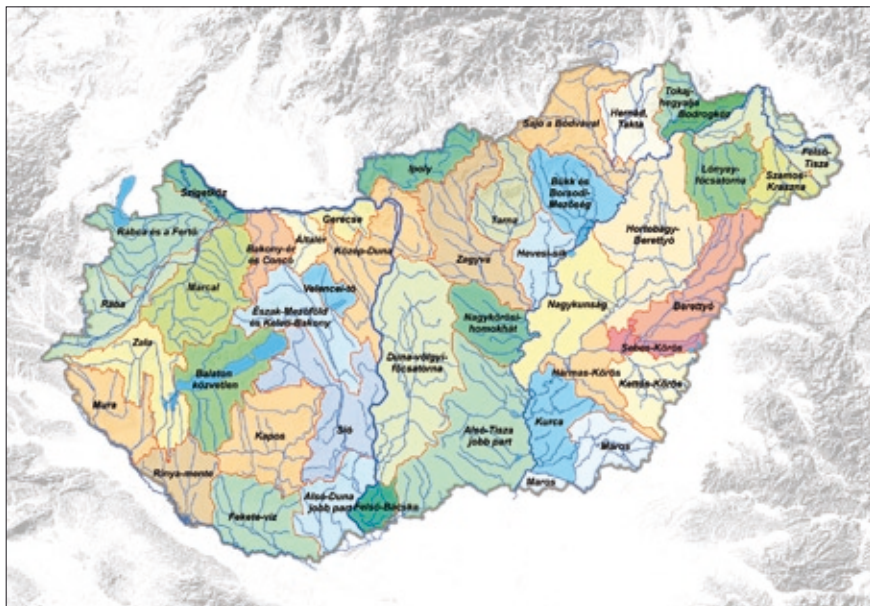 Tokaj-
hegyalja
Bodrogköz
Hernád,
Takta
Sajó a Bódvával
Felső-
Tisza
Ipoly
Bükk és
Borsodi-
Mezőség
Lónyay-
főcsatorna
Szamos-
Kraszna
Szigetköz
Tarna
Rábca és a Fertő
Gerecse
Általér
Bakony-ér
és Concó
Közép-Duna
Zagyva
Hevesi-sík
Hortobágy-
Berettyó
Marcal
Velencei-tó
Rába
Észak-Mezőföld
és Keleti-Bakony
Nagykunság
Berettyó
Nagykőrösi-
homokhát
Zala
Sebes-Körös
Balaton
közvetlen
Duna-völgyi-
főcsatorna
Hármas-Körös
Kettős-Körös
Mura
Kapos
Sió
Alsó-Tisza
jobb part
Kurca
Maros
Rinya-mente
Maros
Alsó-Duna
jobb part
Felső-Bácska
Fekete-víz